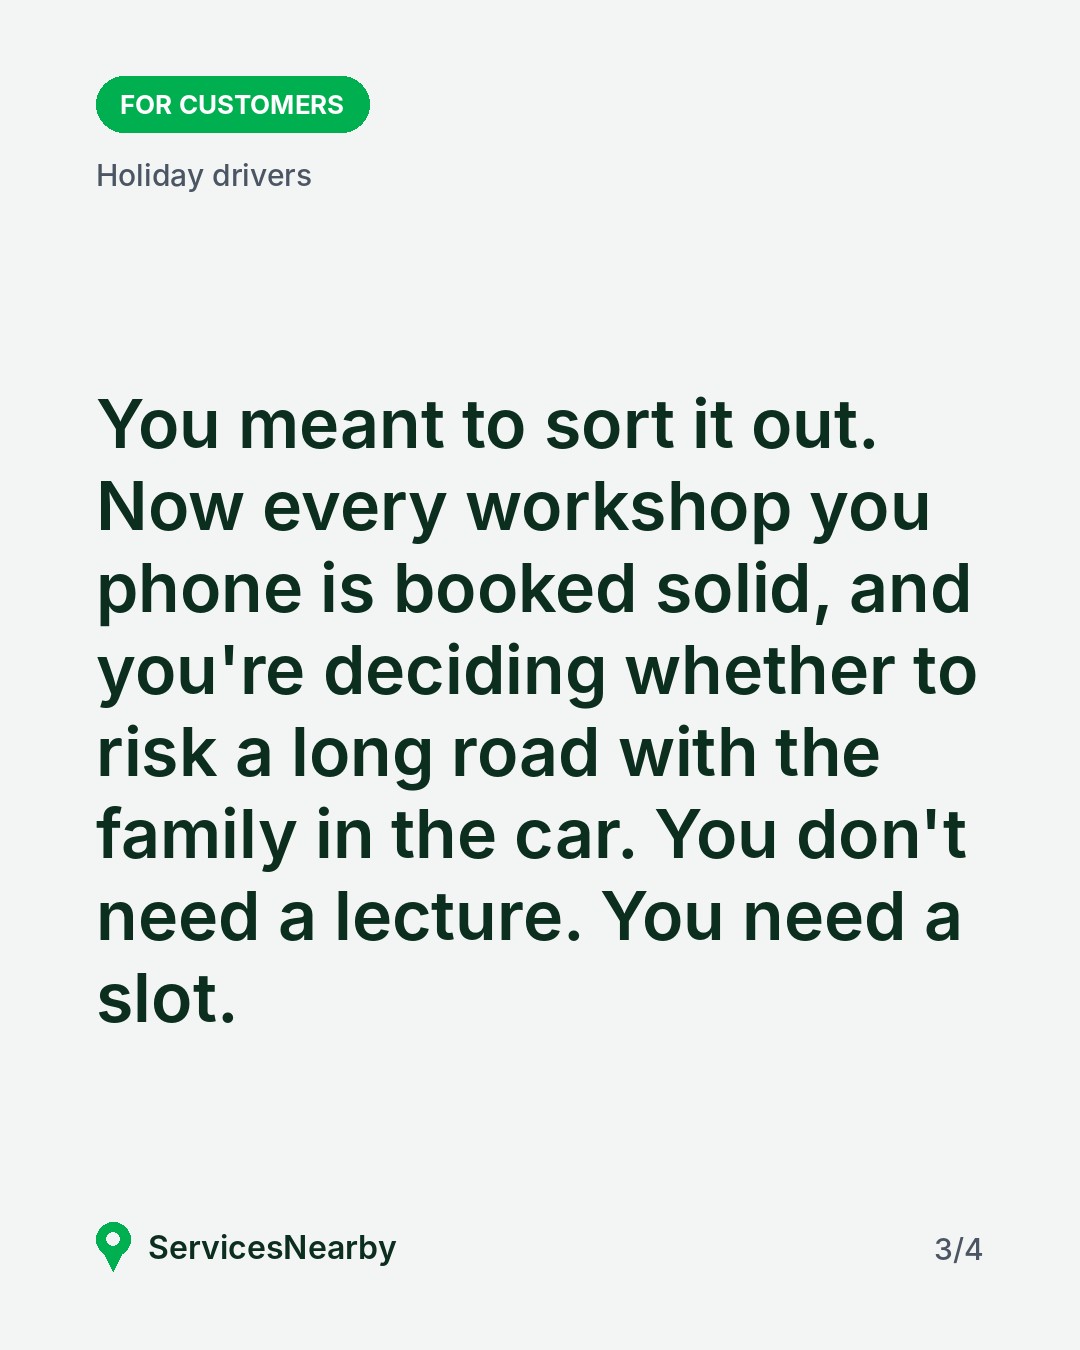 FOR CUSTOMERS
Holiday drivers
You meant to sort it out.
Now every workshop you
phone is booked solid, and
you're deciding whether to
risk a long road with the
family in the car. You don't
need a lecture. You need a
slot.
ServicesNearby
3/4